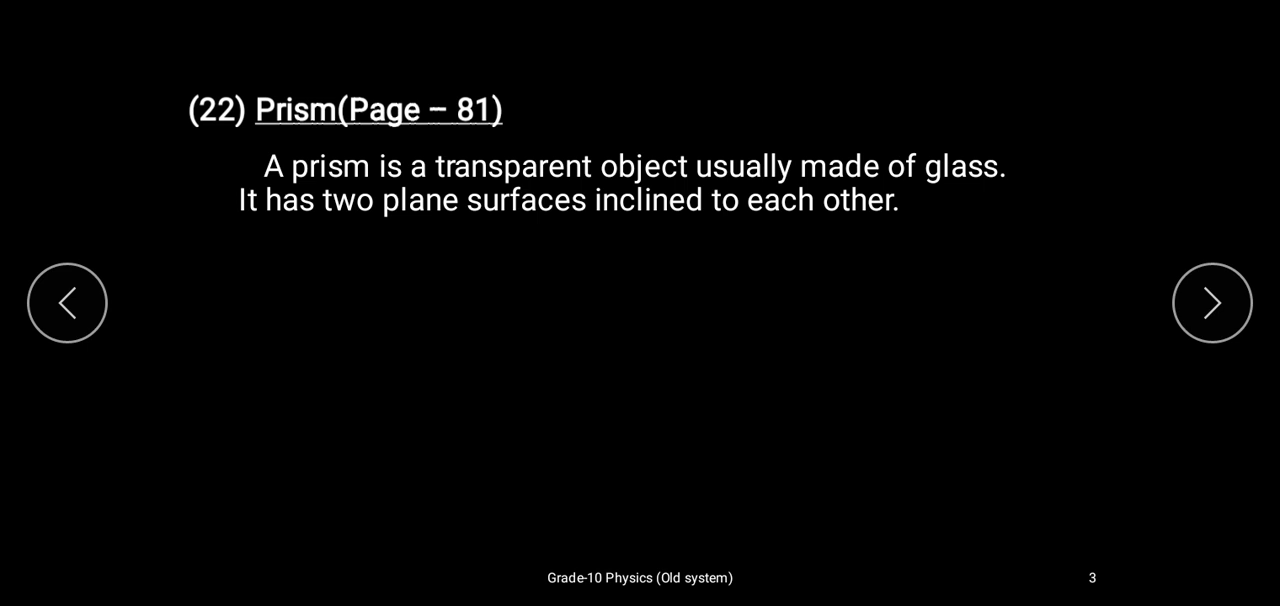 (22) Prism(Page – 81)
A prism is a transparent object usually made of glass.
It has two plane surfaces inclined to each other.
Grade-10 Physics (Old system)
3